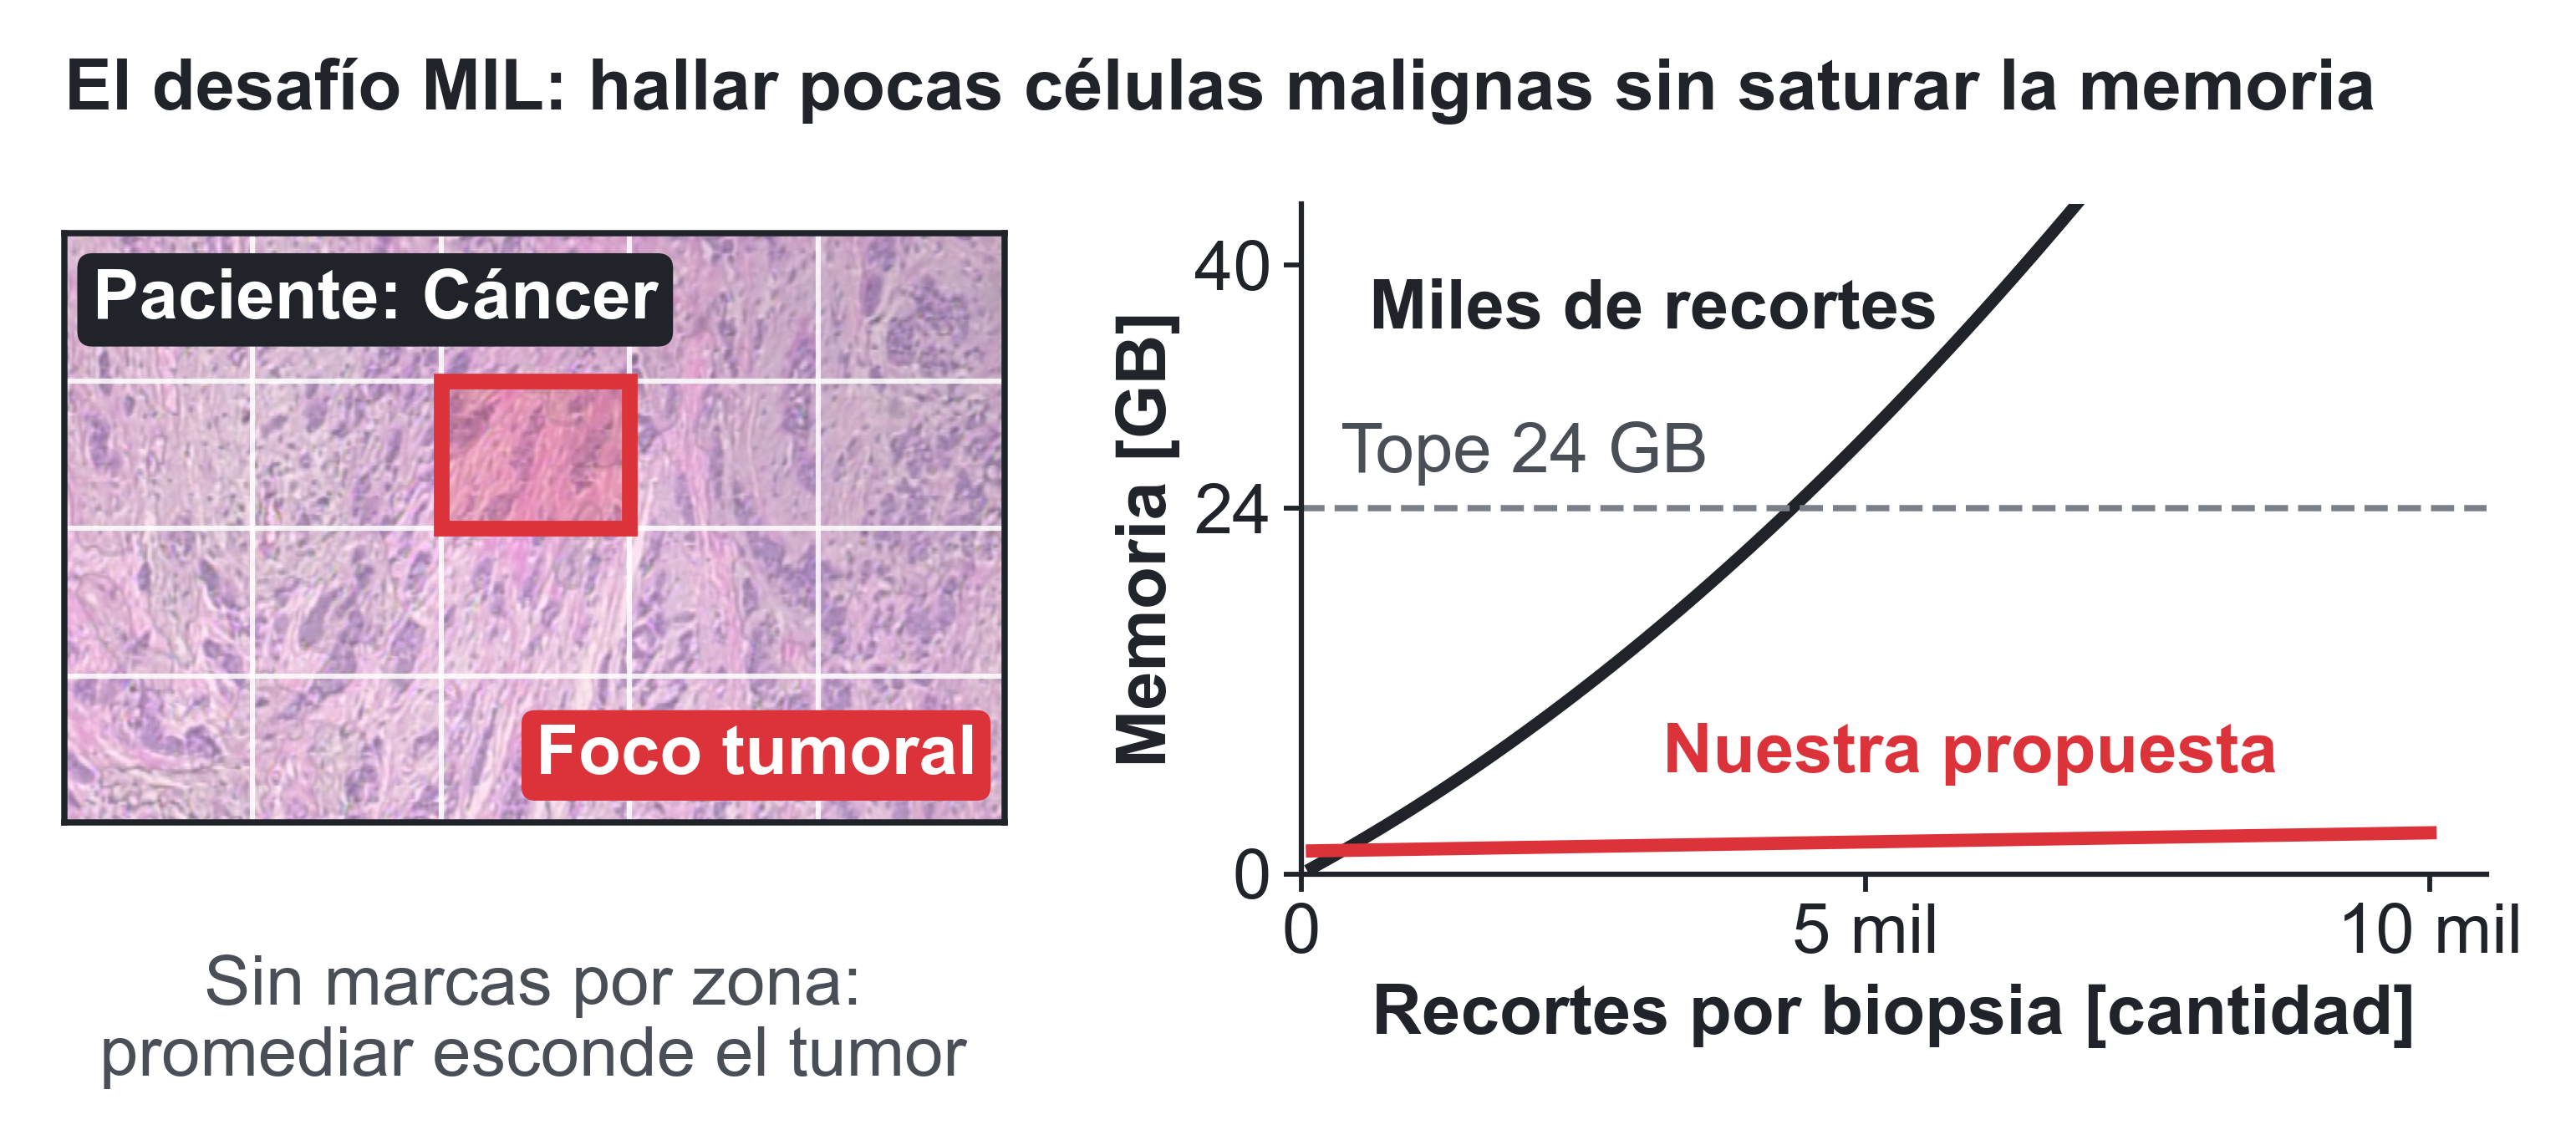 El desafío MIL: hallar pocas células malignas sin saturar la memoria
Paciente: Cáncer
Foco tumoral
Sin marcas por zona:
promediar esconde el tumor
Memoria [GB]
40
24
0
Miles de recortes
Tope 24 GB
Nuestra propuesta
0
5 mil
10 mil
Recortes por biopsia [cantidad]